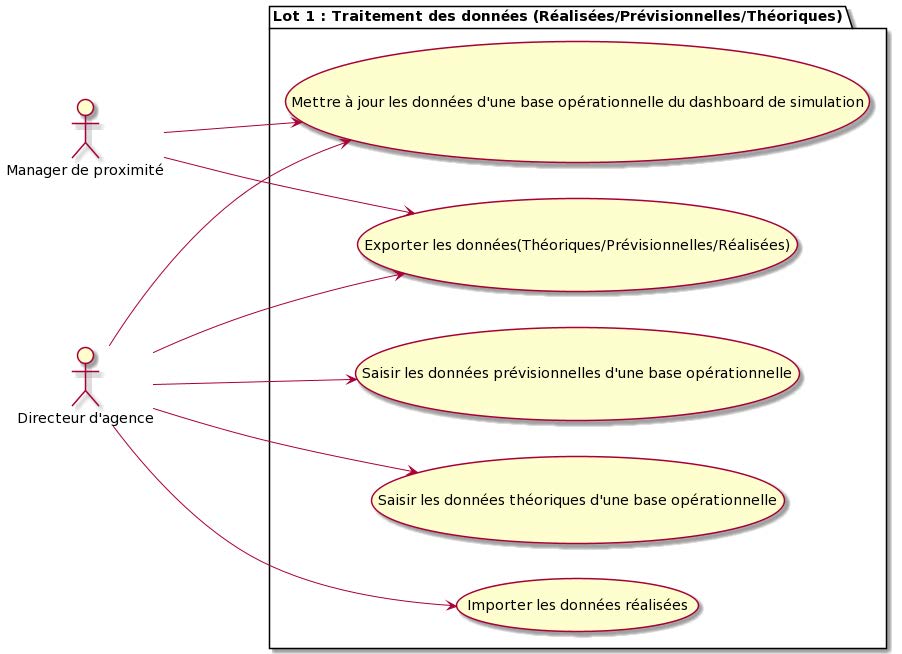 Lot 1 : Traitement des données (Réalisées/Prévisionnelles/Théoriques)
Mettre à jour les données d'une base opérationnelle du dashboard de simulation
Manager de proximité
Exporter les données(Théoriques/Prévisionnelles/Réalisées)
Saisir les données prévisionnelles d'une base opérationnelle
Directeur d'agence
Saisir les données théoriques d'une base opérationnelle
Importer les données réalisées